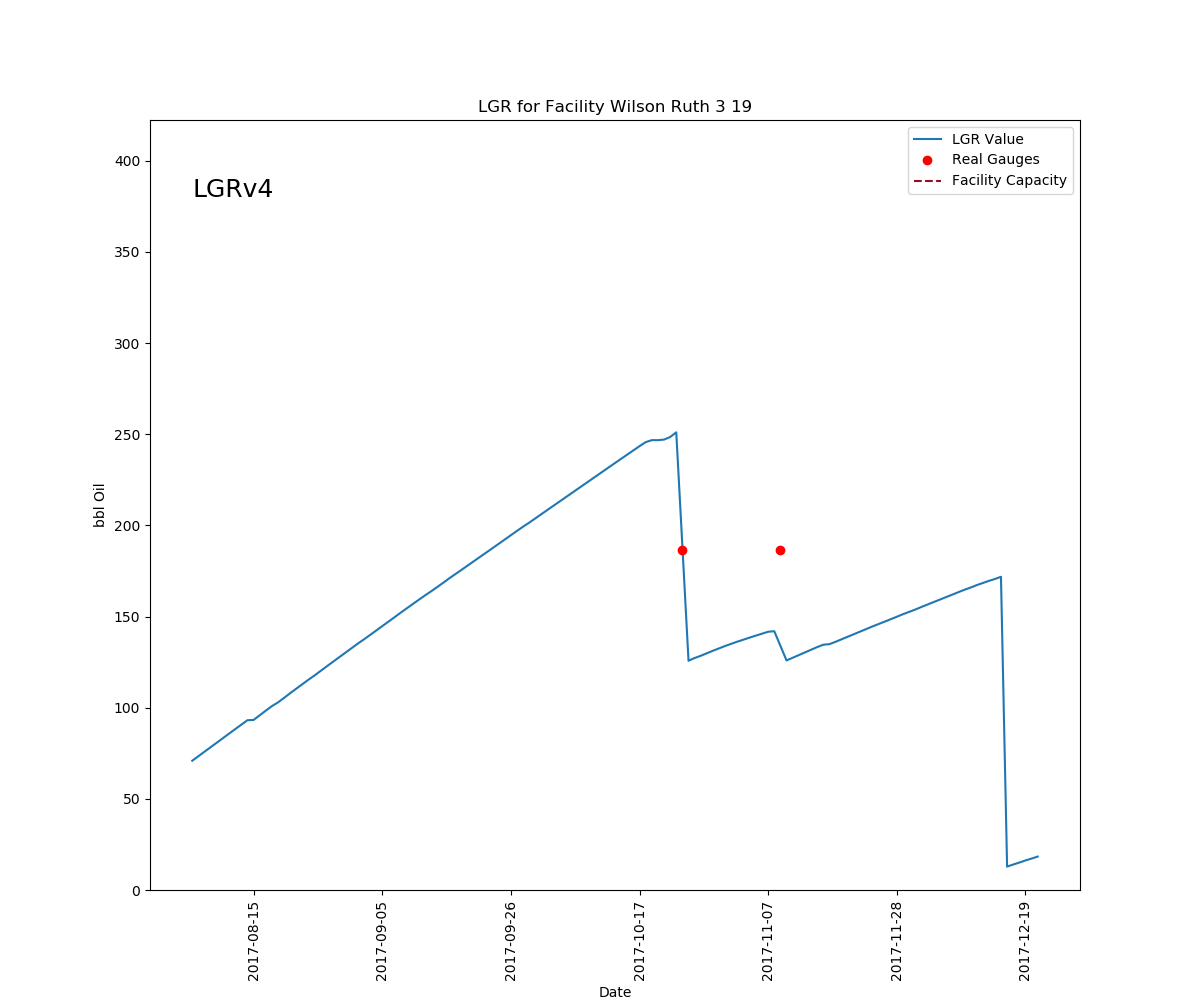 LGR for Facility Wilson Ruth 3 19
LGRv4
LGR Value
Real Gauges
Facility Capacity
bbl Oil
400
350
300
250
200
150
100
50
0
2017-08-15
2017-09-05
2017-09-26
2017-10-17
2017-11-07
2017-11-28
2017-12-19
Date